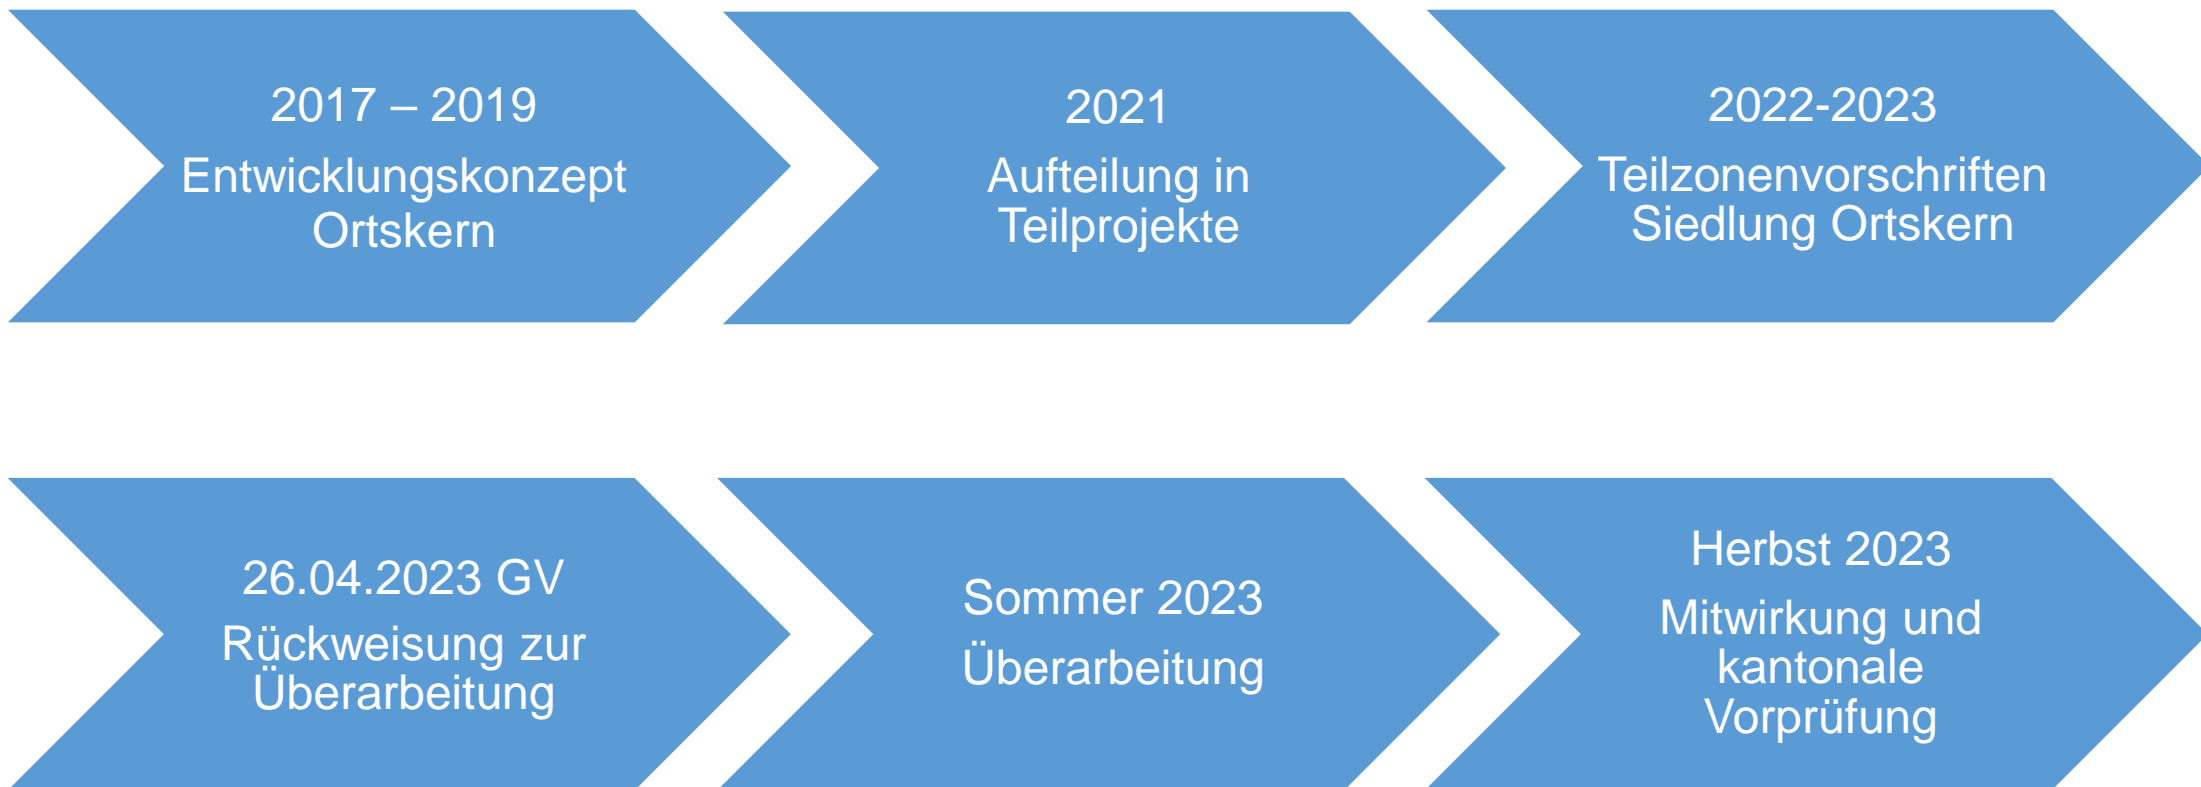 2017 – 2019
Entwicklungskonzept
Ortskern
2021
Aufteilung in
Teilprojekte
2022-2023
Teilzonenvorschriften
Siedlung Ortskern
26.04.2023 GV
Rückweisung zur
Überarbeitung
Sommer 2023
Überarbeitung
Herbst 2023
Mitwirkung und
kantonale
Vorprüfung